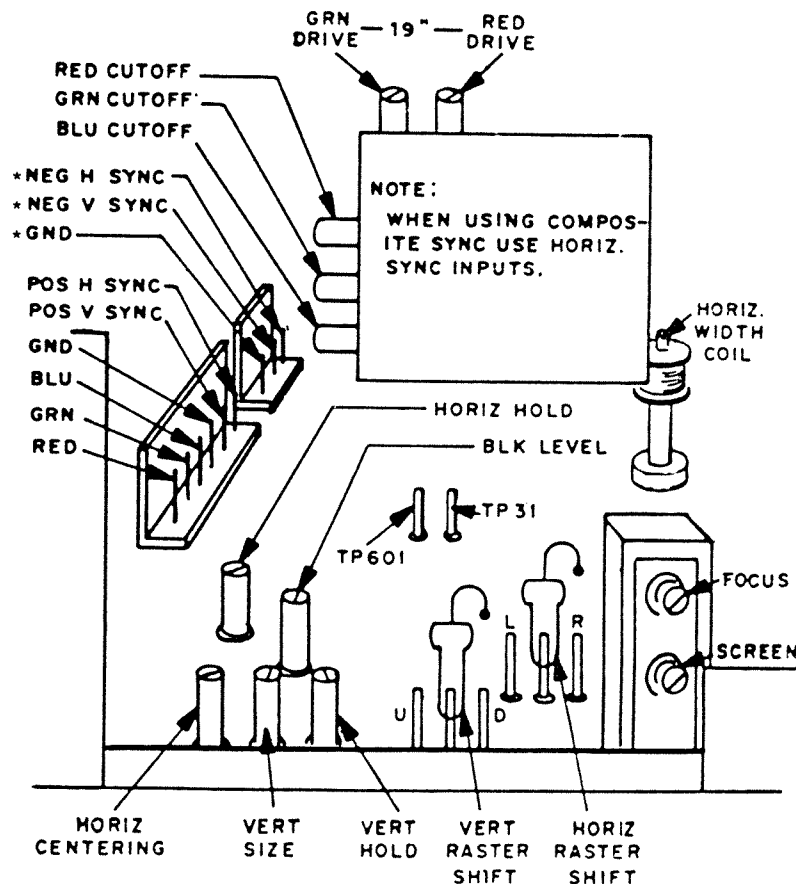 GRN DRIVE — 19" — RED DRIVE
RED CUTOFF
GRN CUTOFF
BLU CUTOFF
*NEG H SYNC
*NEG V SYNC
*GND
POS H SYNC
POS V SYNC
GND
BLU
GRN
RED
NOTE:
WHEN USING COMPOS-
ITE SYNC USE HORIZ.
SYNC INPUTS.
HORIZ.
WIDTH
COIL
HORIZ HOLD
BLK LEVEL
TP601
TP31
FOCUS
SCREEN
L
R
U
D
HORIZ
CENTERING
VERT
SIZE
VERT
HOLD
VERT
RASTER
SHIFT
HORIZ
RASTER
SHIFT